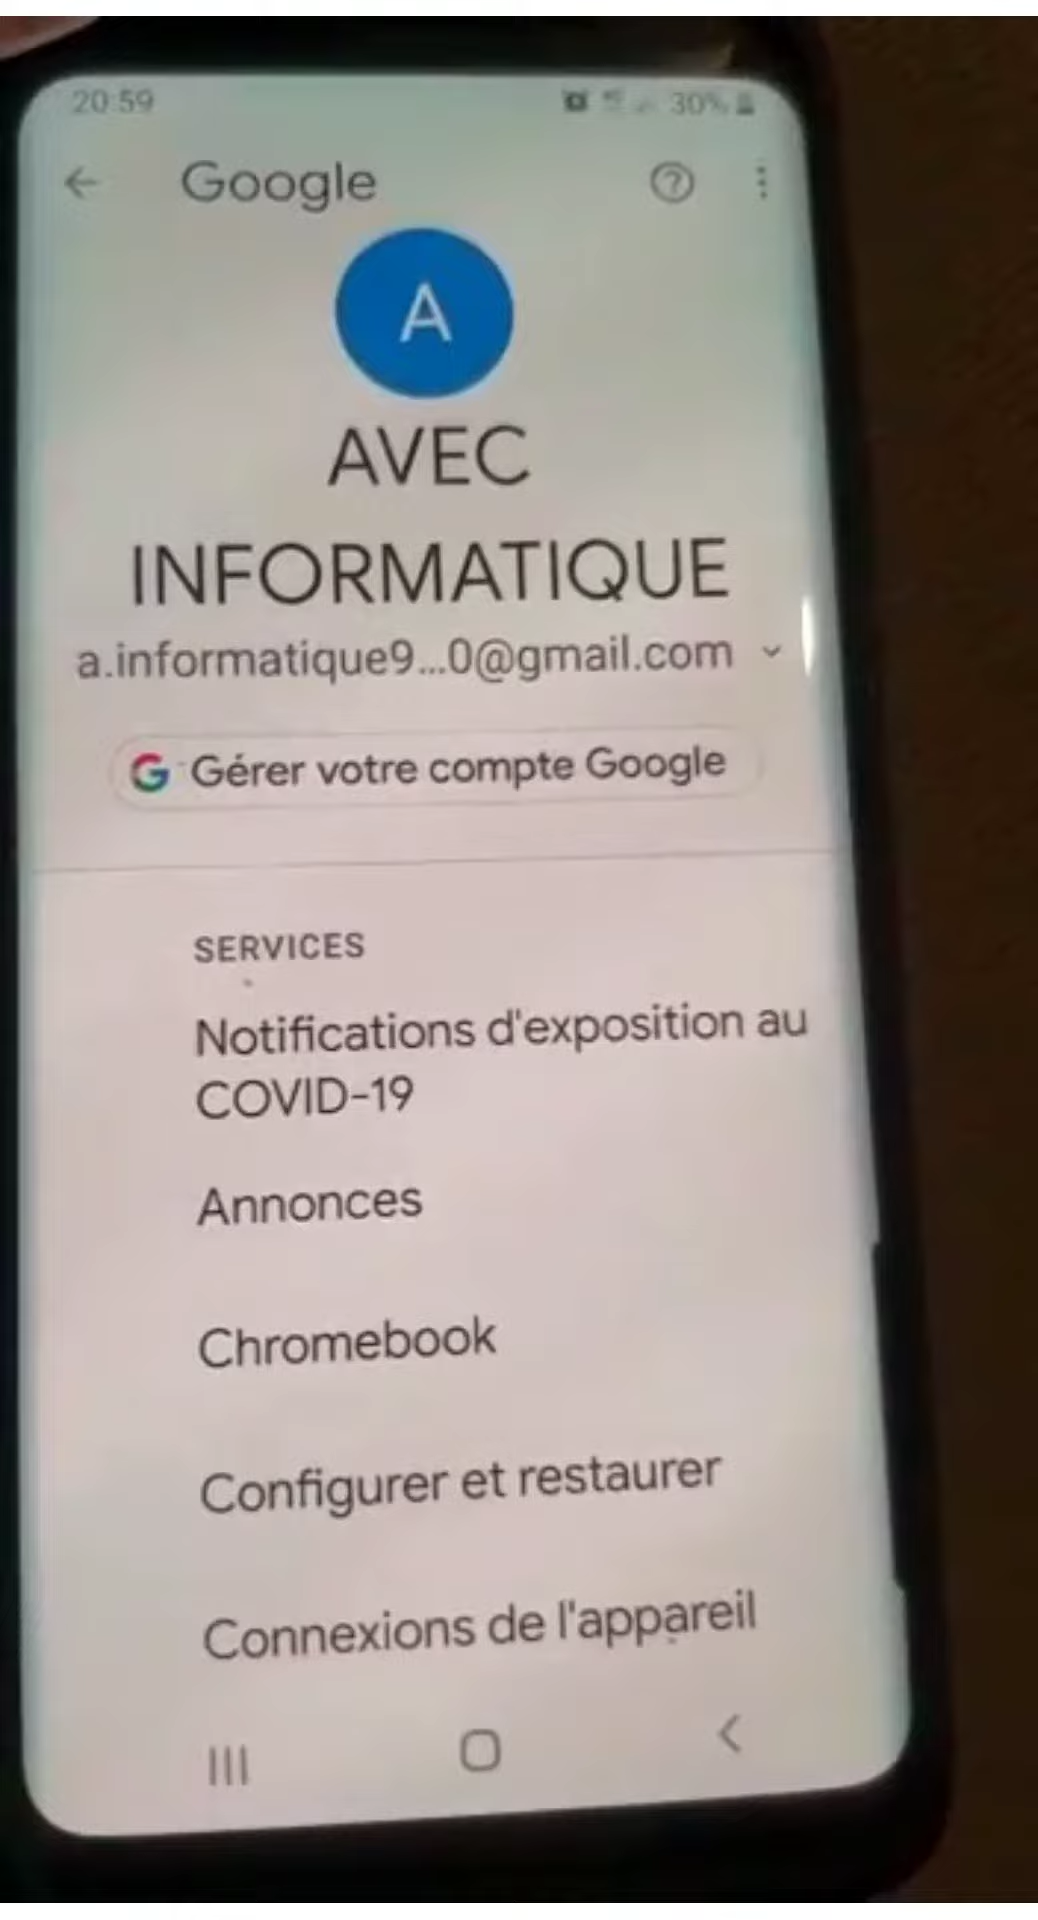 20:59
30%
Google
A
AVEC
INFORMATIQUE
a.informatique9...0@gmail.com
G Gérer votre compte Google
SERVICES
Notifications d'exposition au
COVID-19
Annonces
Chromebook
Configurer et restaurer
Connexions de l'appareil